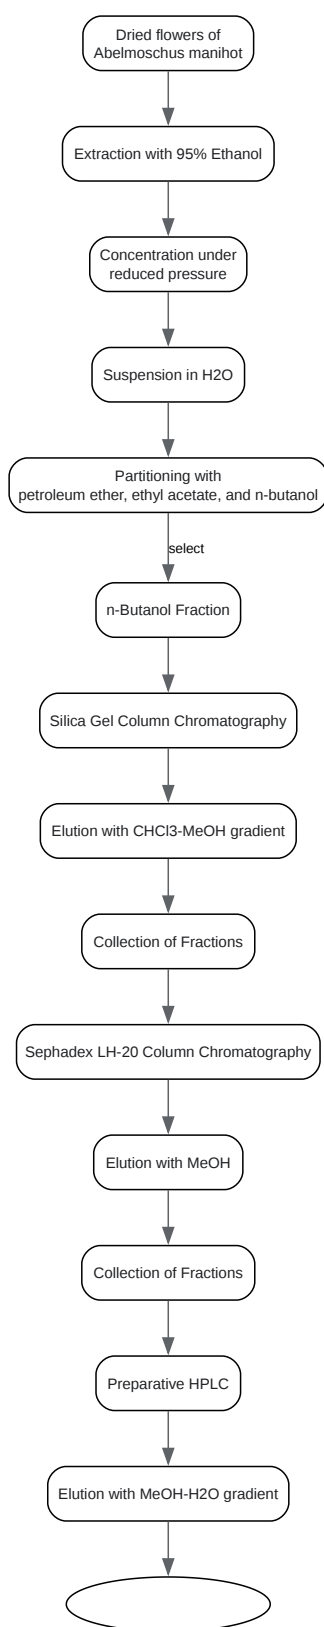 Dried flowers of
Abelmoschus manihot
Extraction with 95% Ethanol
Concentration under
reduced pressure
Suspension in H2O
Partitioning with
petroleum ether, ethyl acetate, and n-butanol
select
n-Butanol Fraction
Silica Gel Column Chromatography
Elution with CHCl3-MeOH gradient
Collection of Fractions
Sephadex LH-20 Column Chromatography
Elution with MeOH
Collection of Fractions
Preparative HPLC
Elution with MeOH-H2O gradient